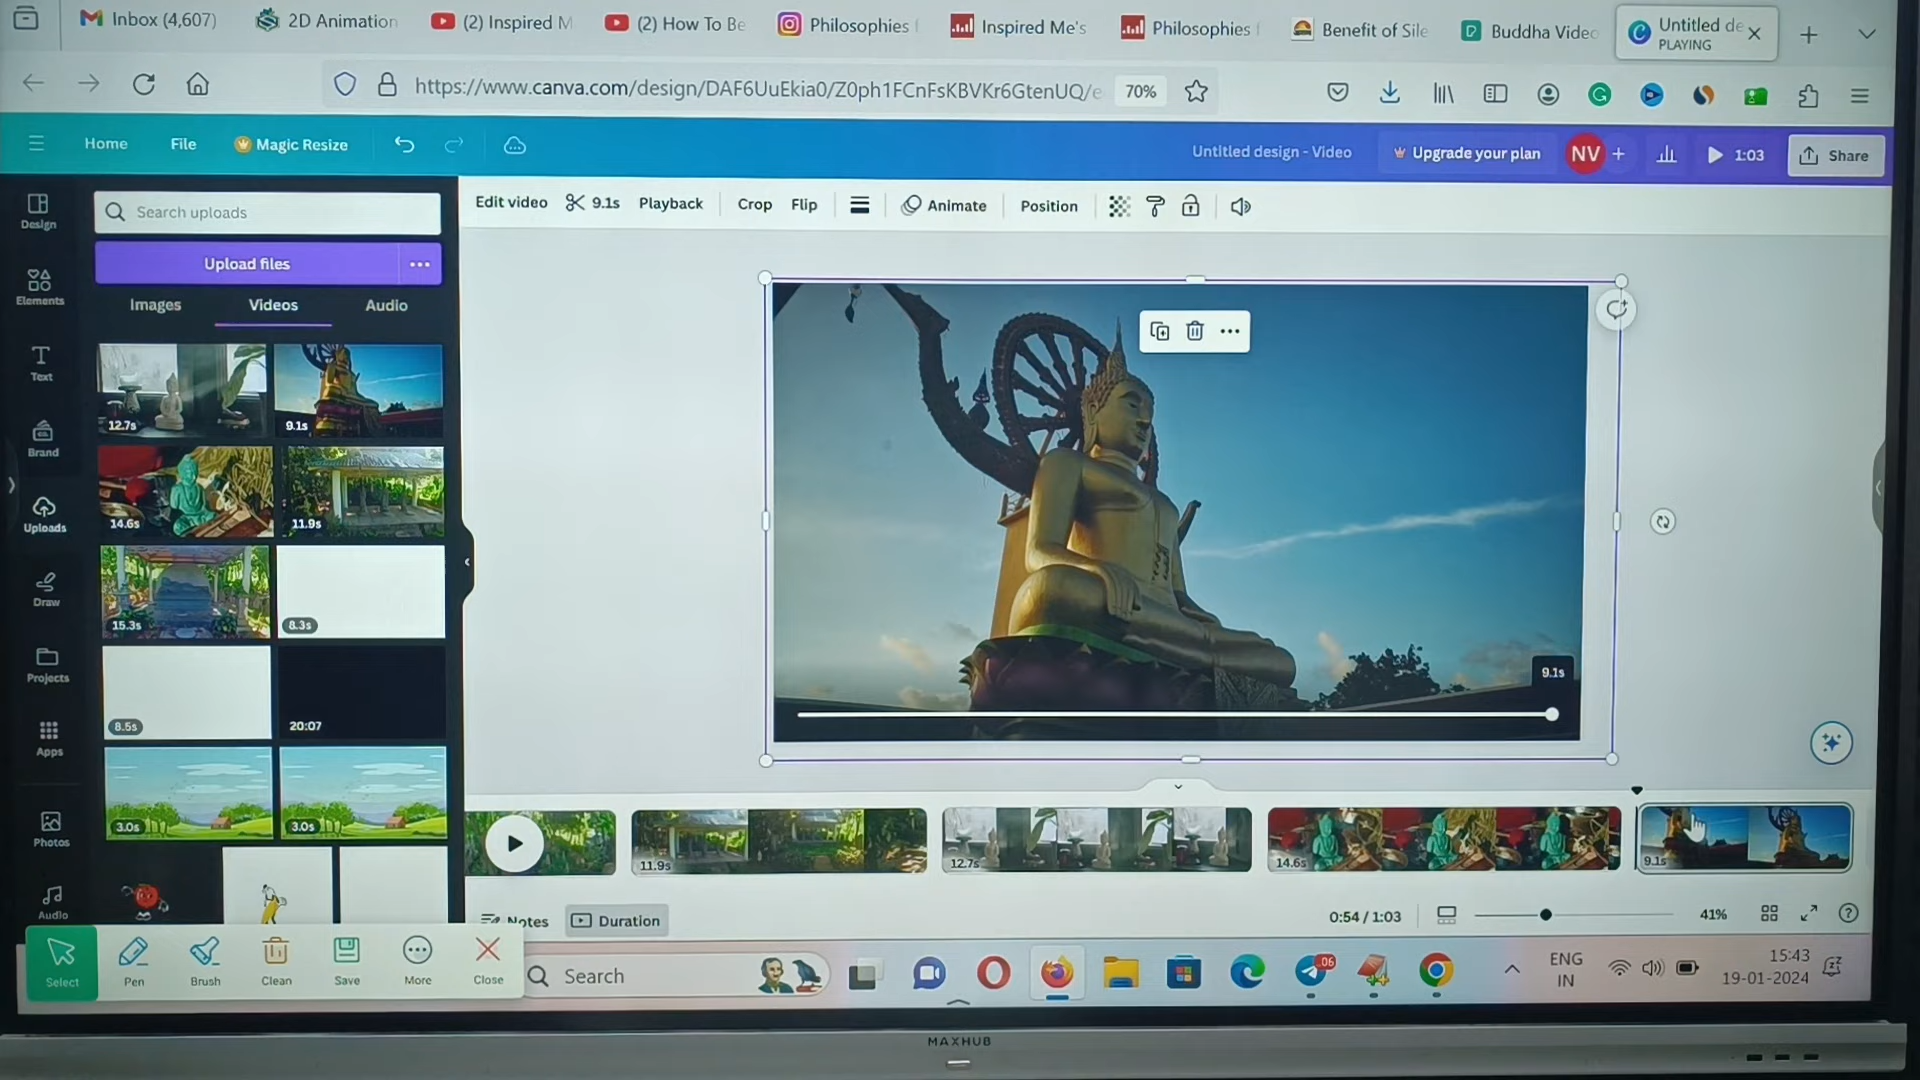 Inbox (4,607)
2D Animation
(2) Inspired M
(2) How To Be
Philosophies f
Inspired Me's
Philosophies f
Benefit of Sile
Buddha Video
Untitled de
PLAYING
https://www.canva.com/design/DAF6UuEkia0/Z0ph1FCnFsKBVKr6GtenUQ/e
70%
Home
File
Magic Resize
Untitled design - Video
Upgrade your plan
NV
1:03
Share
Design
Elements
Text
Brand
Uploads
Draw
Projects
Apps
Photos
Audio
Search uploads
Upload files
Images
Videos
Audio
12.7s
9.1s
14.6s
11.9s
15.3s
8.3s
8.5s
20:07
3.0s
3.0s
Edit video
9.1s
Playback
Crop
Flip
Animate
Position
9.1s
11.9s
12.7s
14.6s
9.1s
Notes
Duration
0:54 / 1:03
41%
Select
Pen
Brush
Clean
Save
More
Close
Search
06
ENG
IN
15:43
19-01-2024
MAXHUB